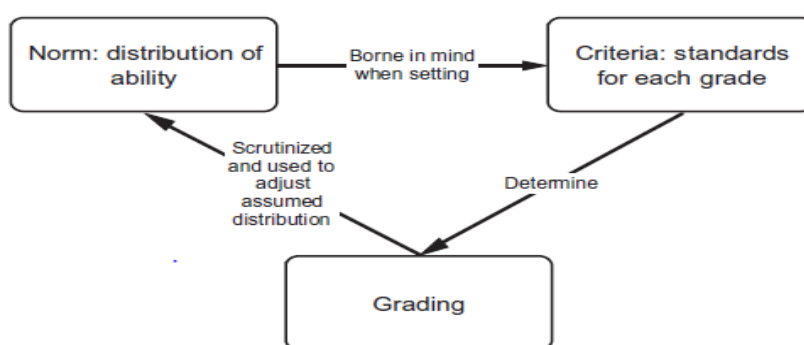 Norm: distribution of
ability
Borne in mind
when setting
Criteria: standards
for each grade
Scrutinized
and used to
adjust
assumed
distribution
Determine
Grading